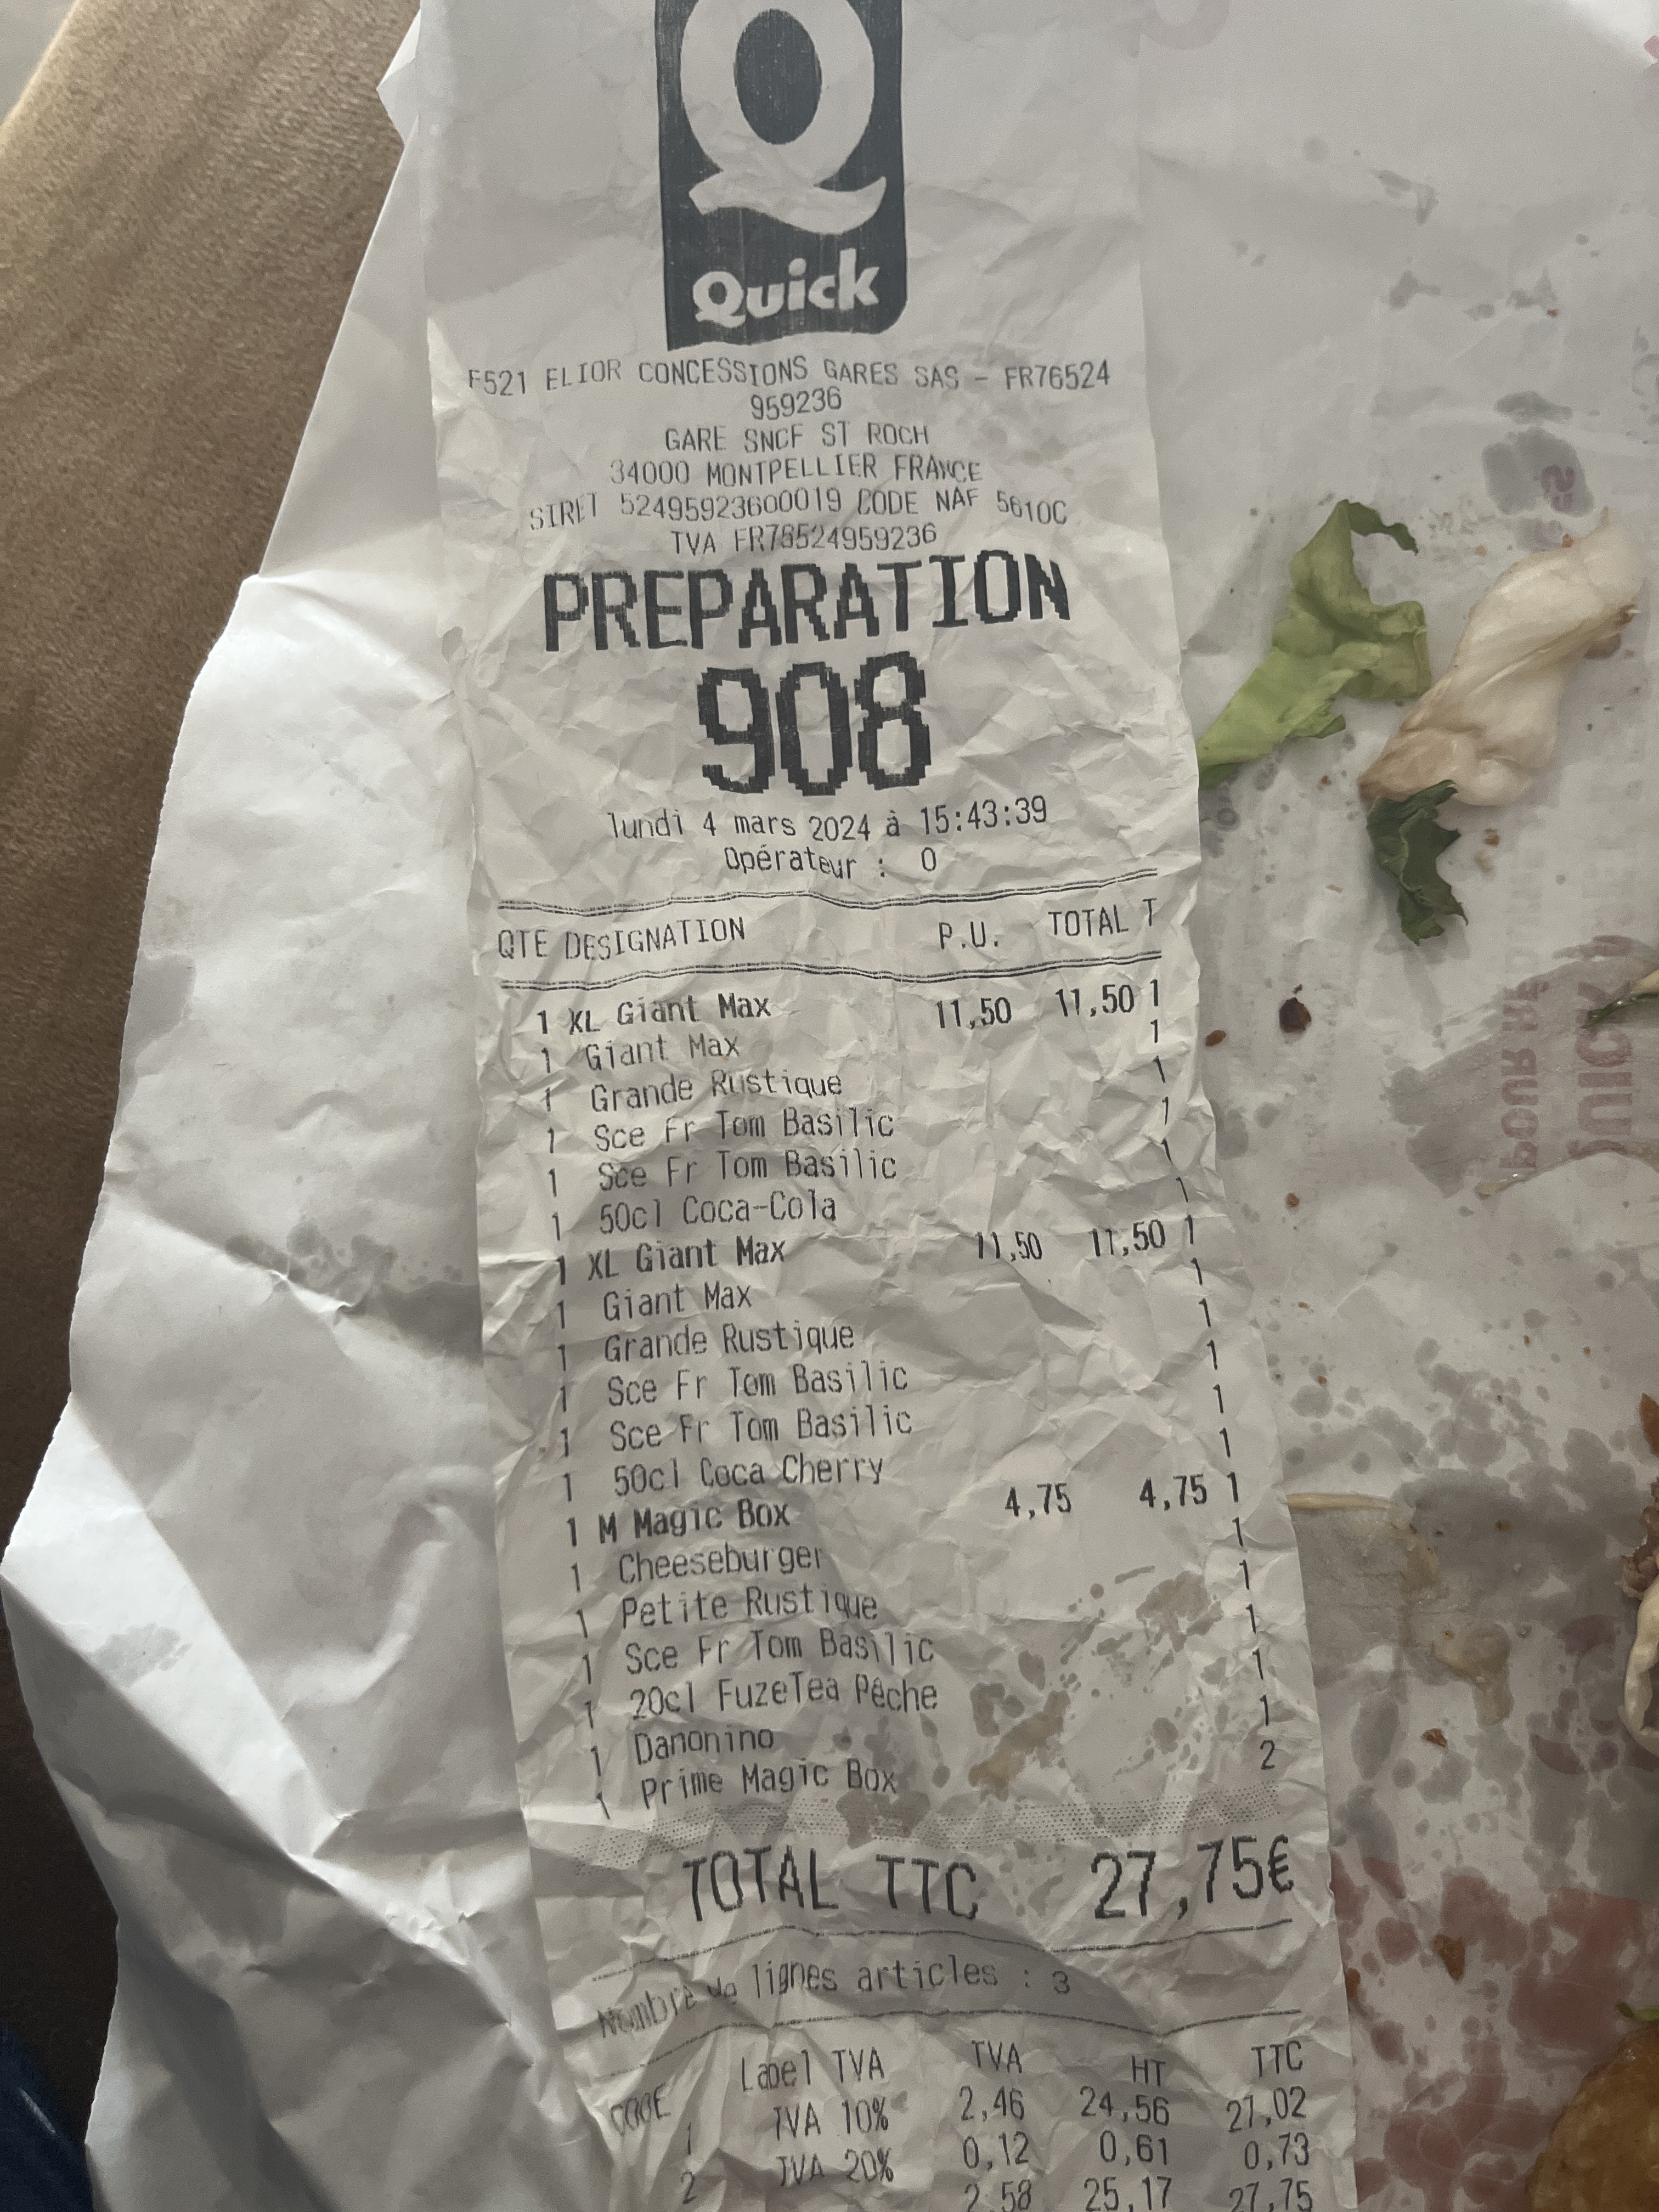 Quick
F521 ELIOR CONCESSIONS GARES SAS - FR76524
959236
GARE SNCF ST ROCH
34000 MONTPELLIER FRANCE
SIRET 52495923600019 CODE NAF 5610C
TVA FR76524959236
PREPARATION
908
lundi 4 mars 2024 à 15:43:39
Opérateur : 0
QTE DESIGNATION P.U. TOTAL T
1 XL Giant Max 11,50 11,50 1
1 Giant Max 1
1 Grande Rustique 1
1 Sce Fr Tom Basilic 1
1 Sce Fr Tom Basilic 1
1 50cl Coca-Cola 1
1 XL Giant Max 11,50 11,50 1
1 Giant Max 1
1 Grande Rustique 1
1 Sce Fr Tom Basilic 1
1 Sce Fr Tom Basilic 1
1 50cl Coca Cherry 1
1 M Magic Box 4,75 4,75 1
1 Cheeseburger 1
1 Petite Rustique 1
1 Sce Fr Tom Basilic 1
1 20cl FuzeTea Pêche 1
1 Danonino 1
1 Prime Magic Box 2
TOTAL TTC 27,75€
Nombre de lignes articles : 3
CODE Label TVA TVA HT TTC
1 TVA 10% 2,46 24,56 27,02
2 TVA 20% 0,12 0,61 0,73
2,58 25,17 27,75
POUR
QUICK